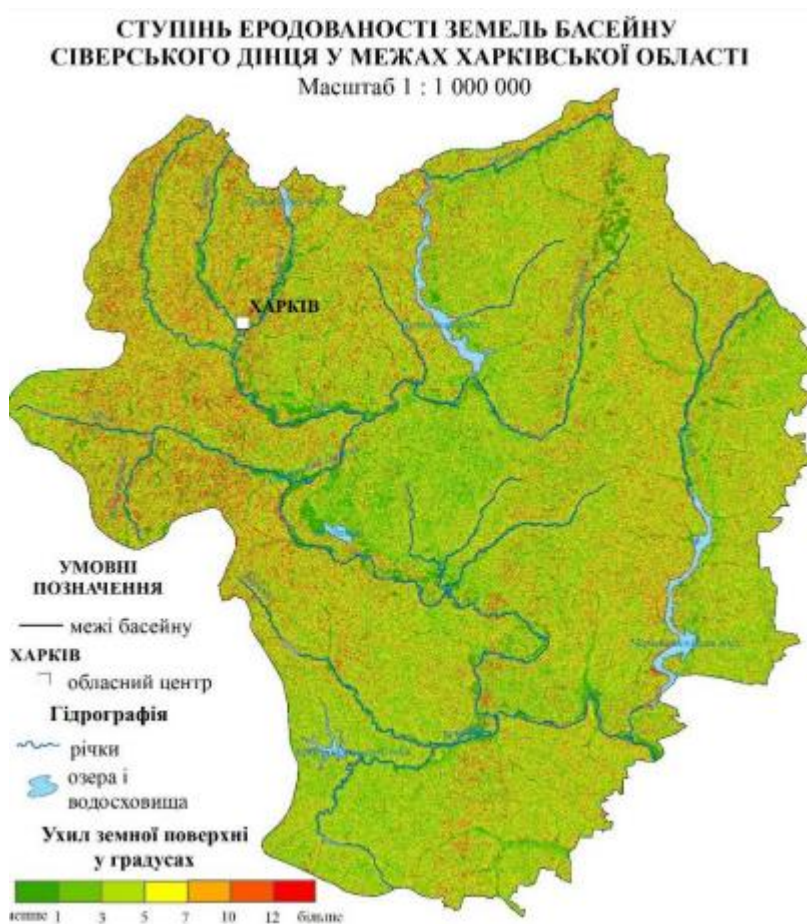 СТУПІНЬ ЕРОДОВАНОСТІ ЗЕМЕЛЬ БАСЕЙНУ
СІВЕРСЬКОГО ДІНЦЯ У МЕЖАХ ХАРКІВСЬКОЇ ОБЛАСТІ
Масштаб 1 : 1 000 000
ХАРКІВ
УМОВНІ
ПОЗНАЧЕННЯ
межі басейну
ХАРКІВ
обласний центр
Гідрографія
річки
озера і
водосховища
Ухил земної поверхні
у градусах
менше 1 3 5 7 10 12 більше